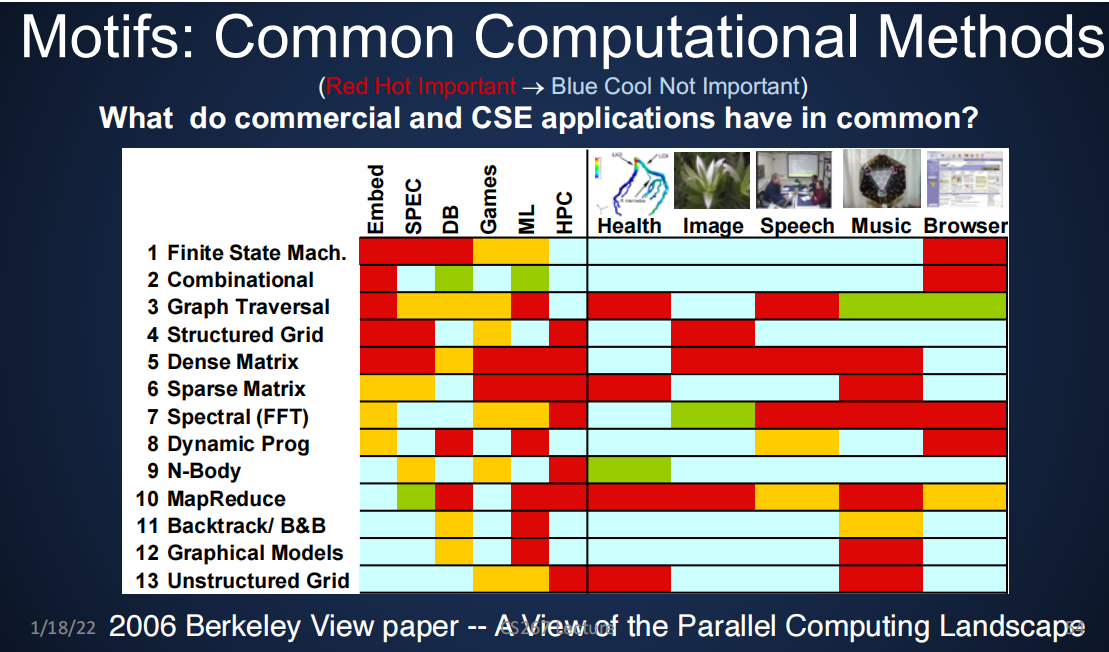 Motifs: Common Computational Methods
(Red Hot Important → Blue Cool Not Important)
What do commercial and CSE applications have in common?
Embed SPEC DB Games ML HPC Health Image Speech Music Browser
1 Finite State Mach.
2 Combinational
3 Graph Traversal
4 Structured Grid
5 Dense Matrix
6 Sparse Matrix
7 Spectral (FFT)
8 Dynamic Prog
9 N-Body
10 MapReduce
11 Backtrack/ B&B
12 Graphical Models
13 Unstructured Grid
1/18/22
2006 Berkeley View paper -- A View of the Parallel Computing Landscape
CS267 Lecture
54